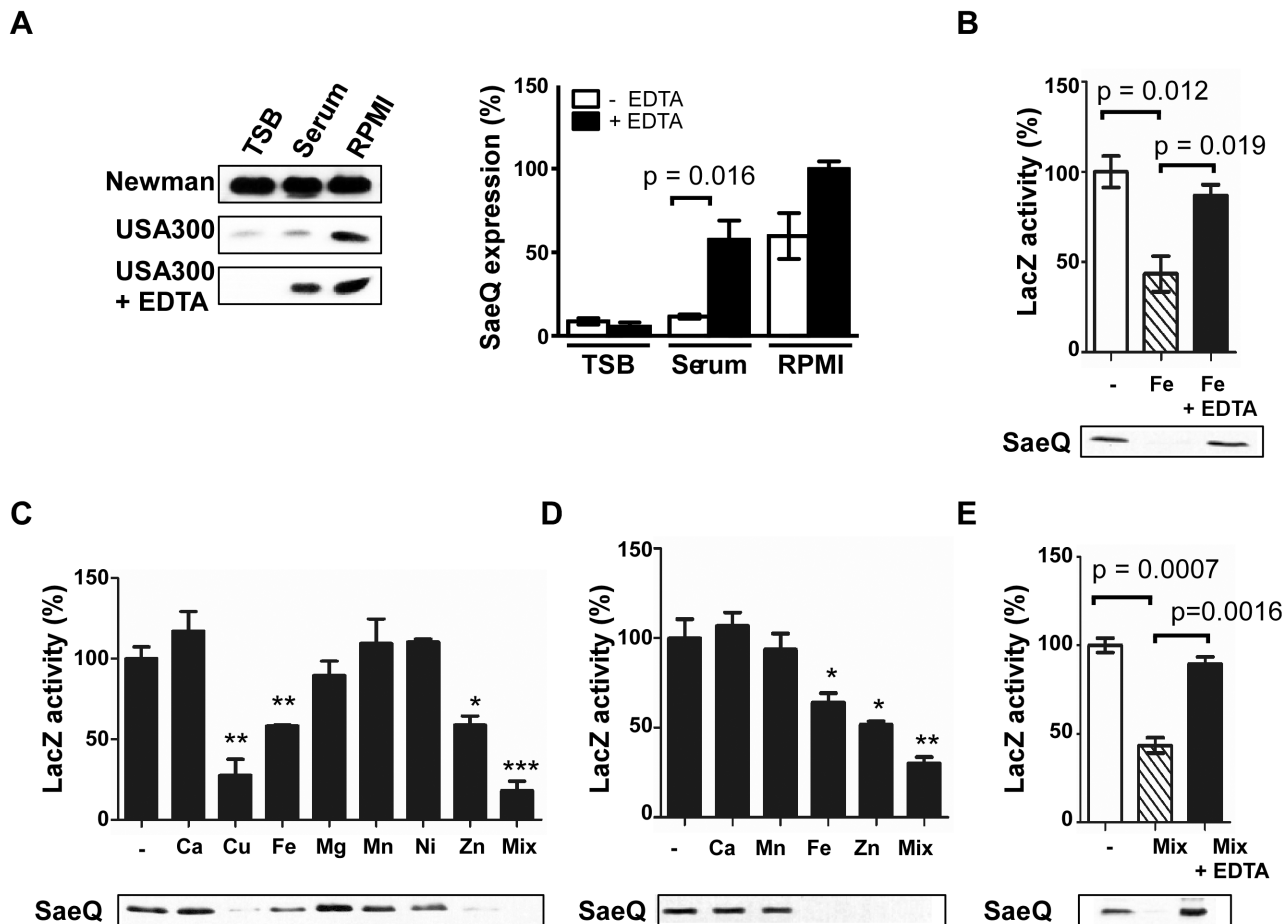 A
TSB Serum RPMI
Newman
USA300
USA300
+ EDTA
SaeQ expression (%)
150
100
50
0
- EDTA
+ EDTA
p = 0.016
TSB Serum RPMI
B
LacZ activity (%)
150
100
50
0
p = 0.012
p = 0.019
- Fe Fe
+ EDTA
SaeQ
C
LacZ activity (%)
150
100
50
0
** ** * ***
- Ca Cu Fe Mg Mn Ni Zn Mix
SaeQ
D
LacZ activity (%)
150
100
50
0
* * **
- Ca Mn Fe Zn Mix
SaeQ
E
LacZ activity (%)
150
100
50
0
p = 0.0007
p=0.0016
- Mix Mix
+ EDTA
SaeQ